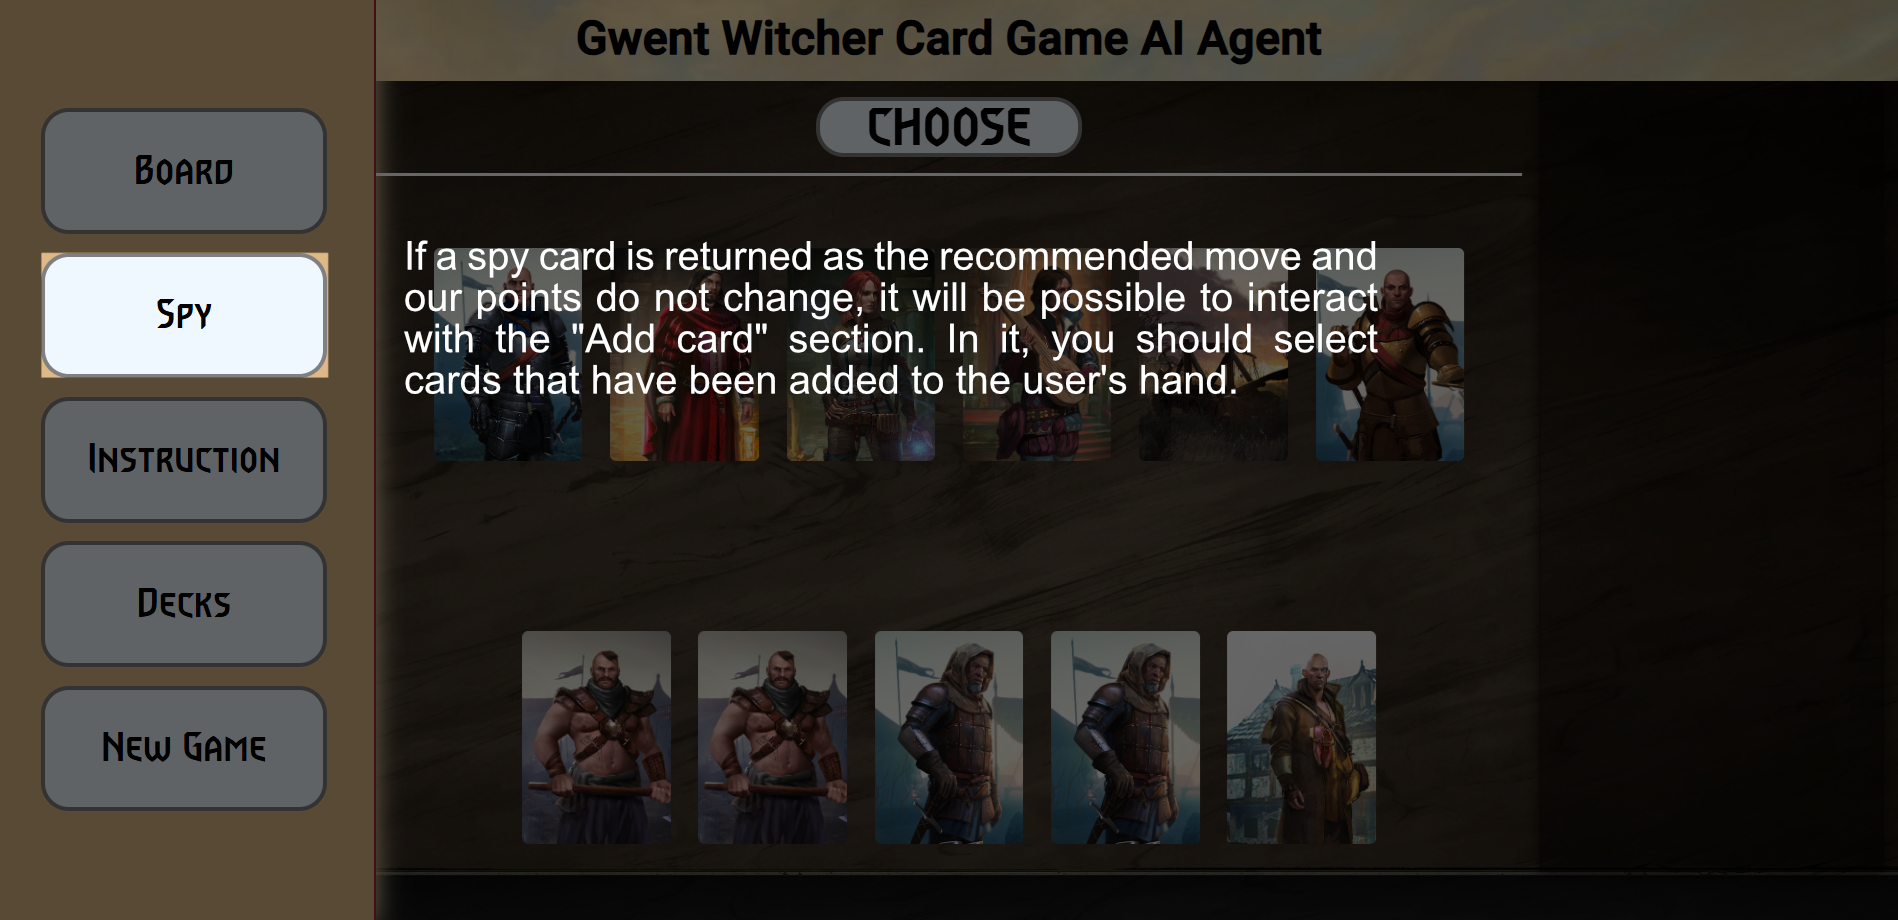 Gwent Witcher Card Game AI Agent
CHOOSE
Board
Spy
Instruction
Decks
New Game
If a spy card is returned as the recommended move and
our points do not change, it will be possible to interact
with the "Add card" section. In it, you should select
cards that have been added to the user's hand.